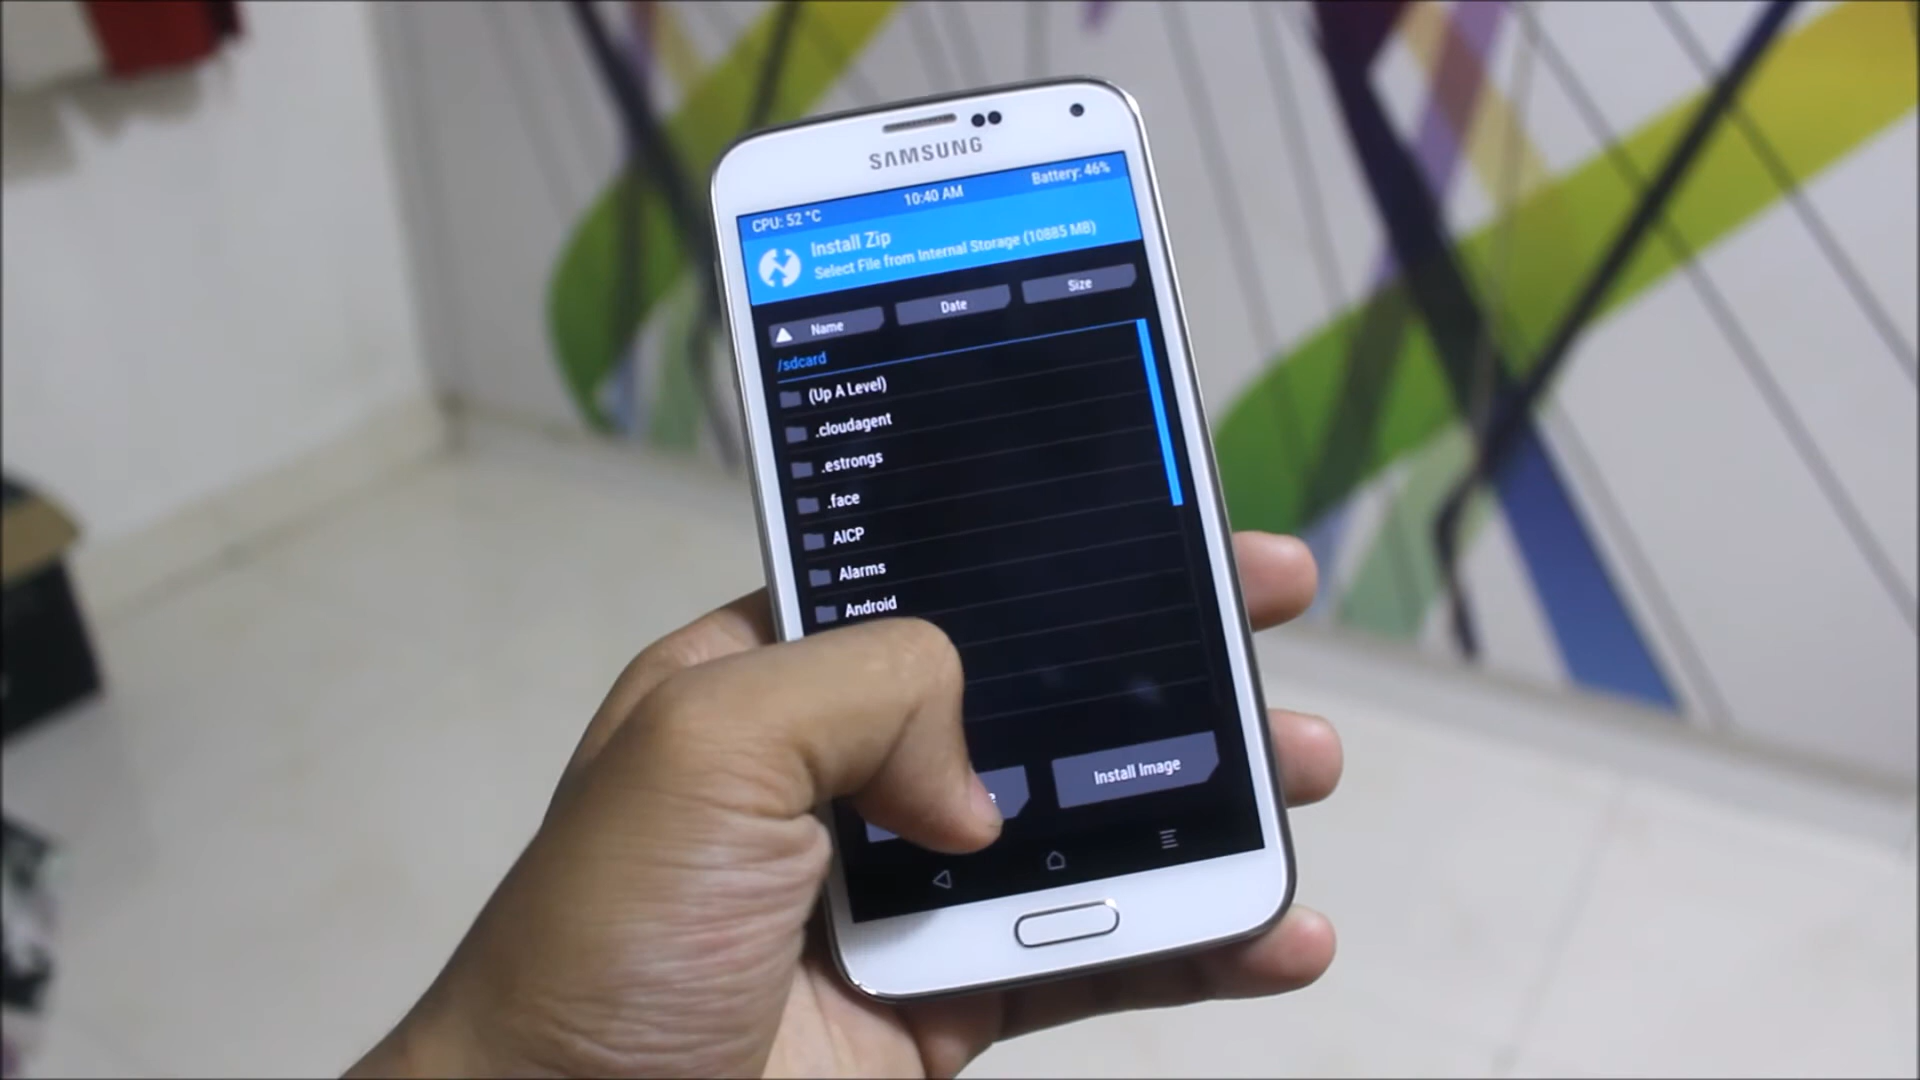 SAMSUNG
CPU: 52 °C 10:40 AM Battery: 46%
Install Zip
Select File from Internal Storage (10885 MB)
Name Date Size
/sdcard
(Up A Level)
.cloudagent
.estrongs
.face
AICP
Alarms
Android
Install Image